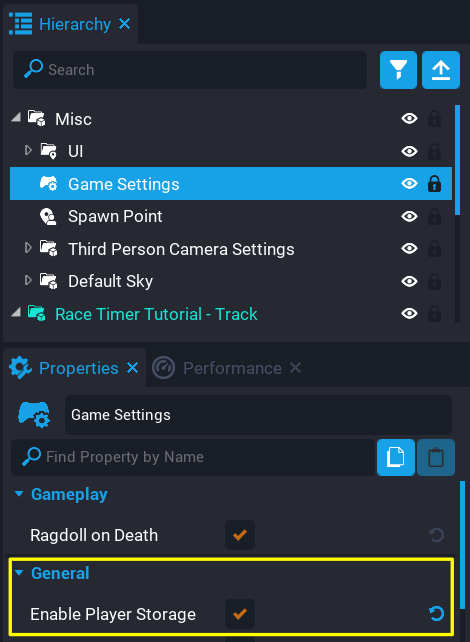 Hierarchy
Search
Misc
UI
Game Settings
Spawn Point
Third Person Camera Settings
Default Sky
Race Timer Tutorial - Track
Properties Performance
Game Settings
Find Property by Name
Gameplay
Ragdoll on Death
General
Enable Player Storage